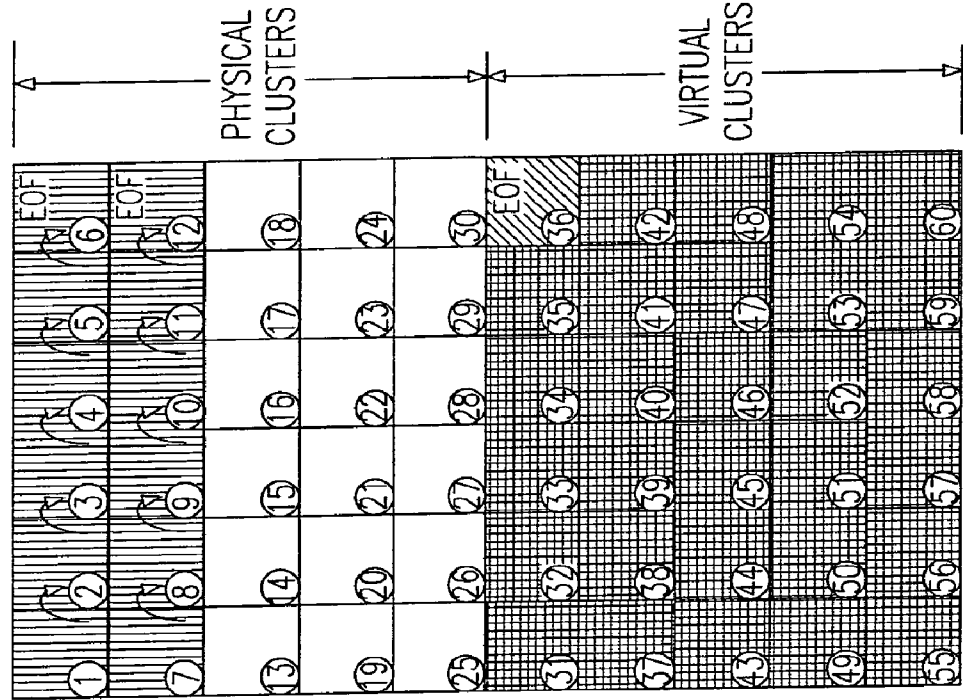 EOF
1 2 3 4 5 6
EOF
7 8 9 10 11 12
13 14 15 16 17 18
19 20 21 22 23 24
25 26 27 28 29 30
EOF
31 32 33 34 35 36
37 38 39 40 41 42
43 44 45 46 47 48
49 50 51 52 53 54
55 56 57 58 59 60
PHYSICAL
CLUSTERS
VIRTUAL
CLUSTERS